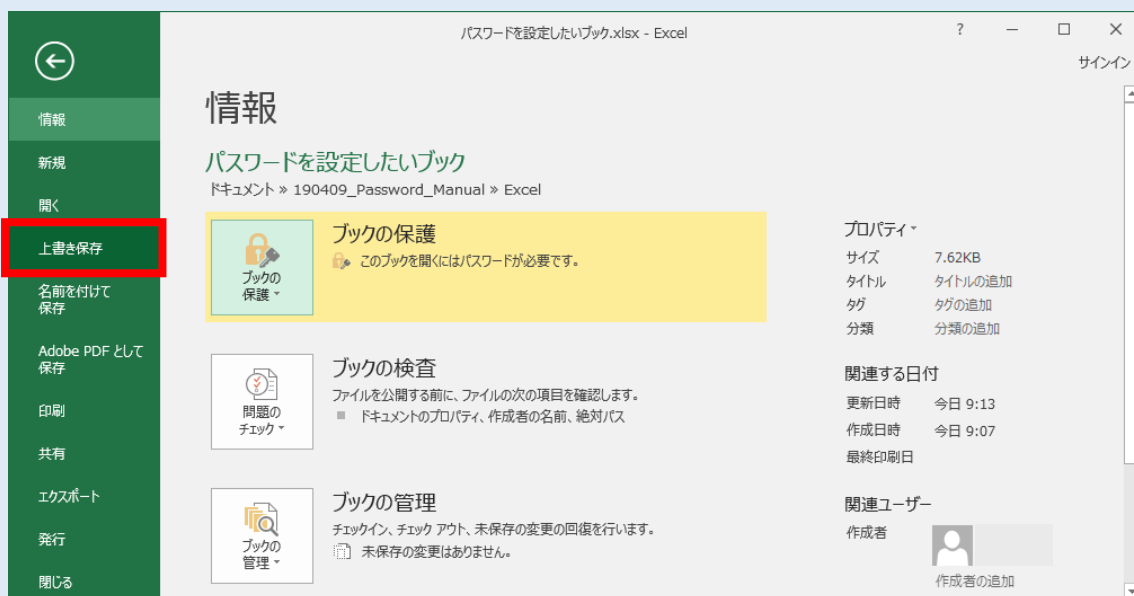 パスワードを設定したいブック.xlsx - Excel
?
サインイン
情報
新規
開く
上書き保存
名前を付けて
保存
Adobe PDF として
保存
印刷
共有
エクスポート
発行
閉じる
情報
パスワードを設定したいブック
ドキュメント » 190409_Password_Manual » Excel
ブックの
保護
ブックの保護
このブックを開くにはパスワードが必要です。
問題の
チェック
ブックの検査
ファイルを公開する前に、ファイルの次の項目を確認します。
ドキュメントのプロパティ、作成者の名前、絶対パス
ブックの
管理
ブックの管理
チェックイン、チェック アウト、未保存の変更の回復を行います。
未保存の変更はありません。
プロパティ
サイズ 7.62KB
タイトル タイトルの追加
タグ タグの追加
分類 分類の追加
関連する日付
更新日時 今日 9:13
作成日時 今日 9:07
最終印刷日
関連ユーザー
作成者
作成者の追加